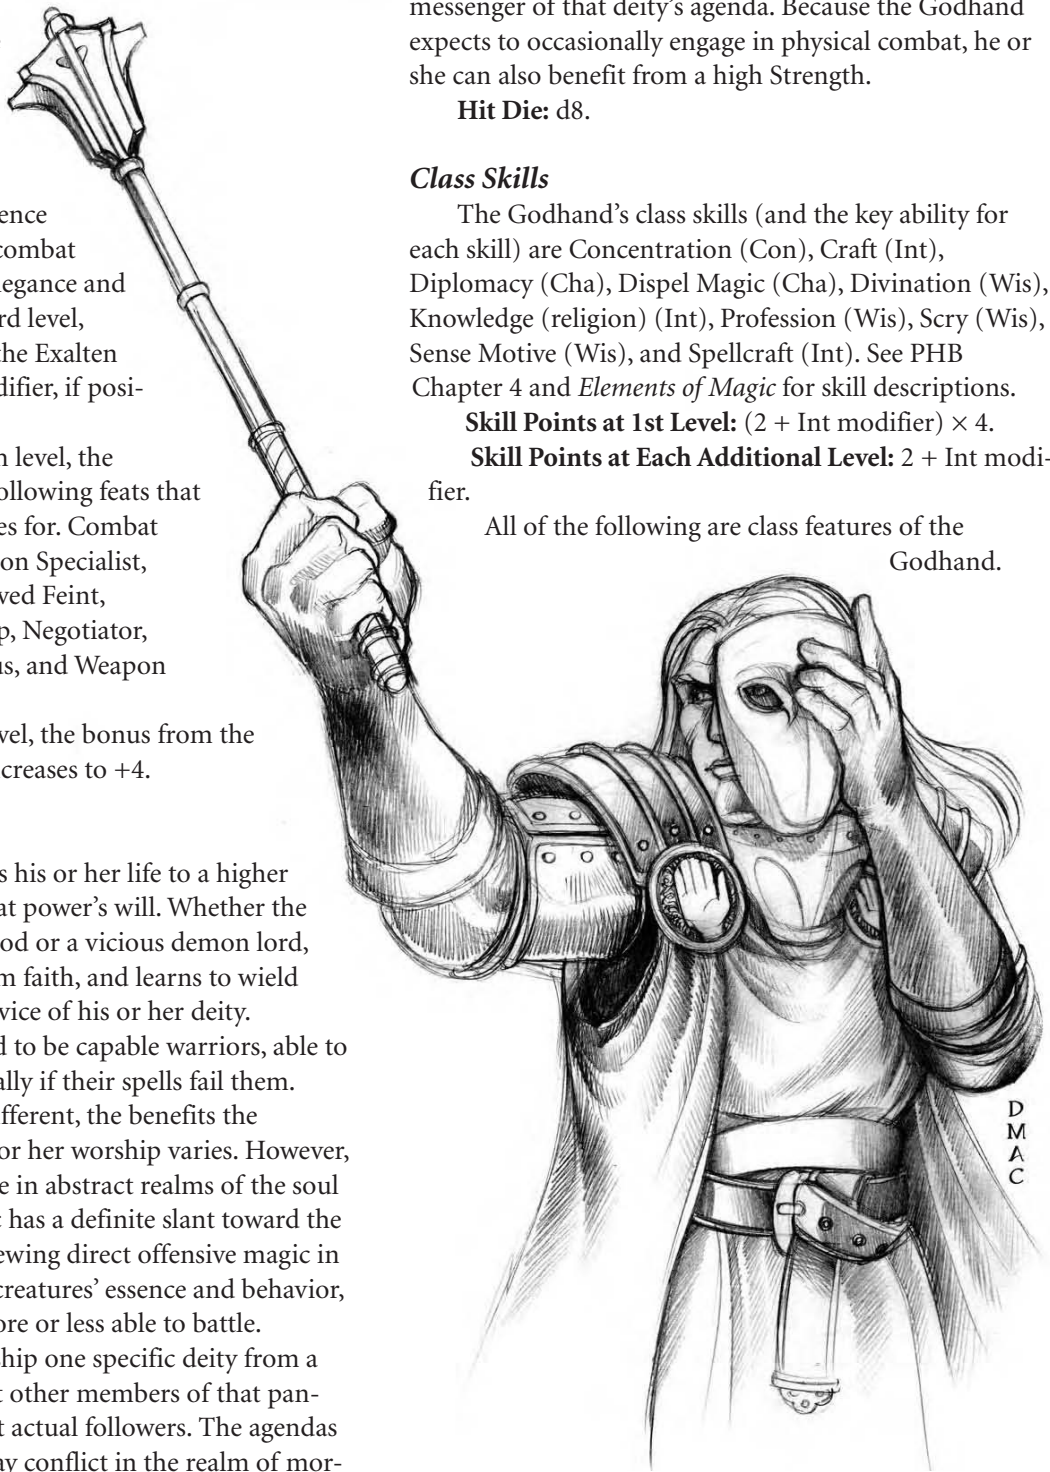 ence
combat
legance and
rd level,
the Exalten
difier, if posi-
n level, the
ollowing feats that
es for. Combat
on Specialist,
ved Feint,
p, Negotiator,
us, and Weapon
vel, the bonus from the
creases to +4.
s his or her life to a higher
at power’s will. Whether the
od or a vicious demon lord,
m faith, and learns to wield
vice of his or her deity.
d to be capable warriors, able to
ally if their spells fail them.
fferent, the benefits the
or her worship varies. However,
e in abstract realms of the soul
c has a definite slant toward the
ewing direct offensive magic in
creatures’ essence and behavior,
ore or less able to battle.
ship one specific deity from a
t other members of that pan-
t actual followers. The agendas
ay conflict in the realm of mor-
messenger of that deity’s agenda. Because the Godhand
expects to occasionally engage in physical combat, he or
she can also benefit from a high Strength.
Hit Die: d8.
Class Skills
The Godhand’s class skills (and the key ability for
each skill) are Concentration (Con), Craft (Int),
Diplomacy (Cha), Dispel Magic (Cha), Divination (Wis),
Knowledge (religion) (Int), Profession (Wis), Scry (Wis),
Sense Motive (Wis), and Spellcraft (Int). See PHB
Chapter 4 and Elements of Magic for skill descriptions.
Skill Points at 1st Level: (2 + Int modifier) × 4.
Skill Points at Each Additional Level: 2 + Int modi-
fier.
All of the following are class features of the
Godhand.
DMAC